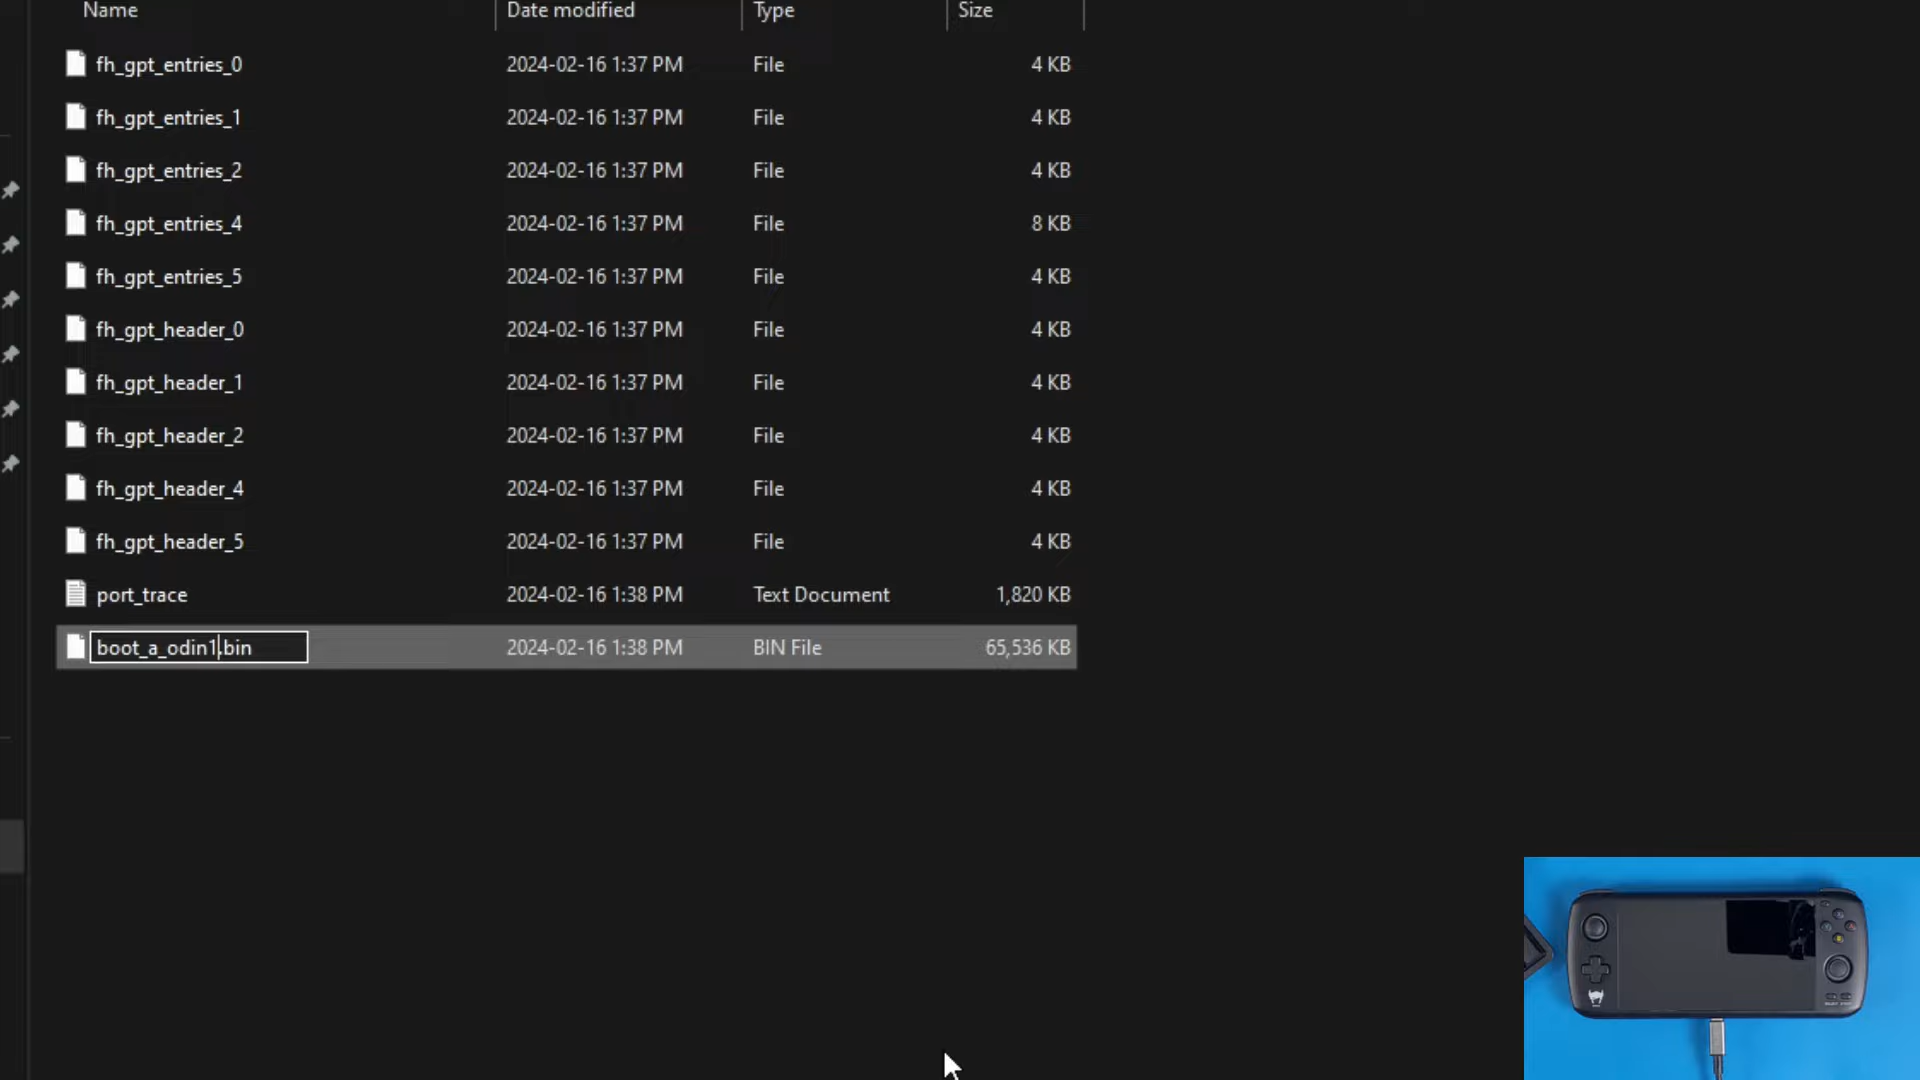 Name Date modified Type Size
fh_gpt_entries_0 2024-02-16 1:37 PM File 4 KB
fh_gpt_entries_1 2024-02-16 1:37 PM File 4 KB
fh_gpt_entries_2 2024-02-16 1:37 PM File 4 KB
fh_gpt_entries_4 2024-02-16 1:37 PM File 8 KB
fh_gpt_entries_5 2024-02-16 1:37 PM File 4 KB
fh_gpt_header_0 2024-02-16 1:37 PM File 4 KB
fh_gpt_header_1 2024-02-16 1:37 PM File 4 KB
fh_gpt_header_2 2024-02-16 1:37 PM File 4 KB
fh_gpt_header_4 2024-02-16 1:37 PM File 4 KB
fh_gpt_header_5 2024-02-16 1:37 PM File 4 KB
port_trace 2024-02-16 1:38 PM Text Document 1,820 KB
boot_a_odin1.bin 2024-02-16 1:38 PM BIN File 65,536 KB